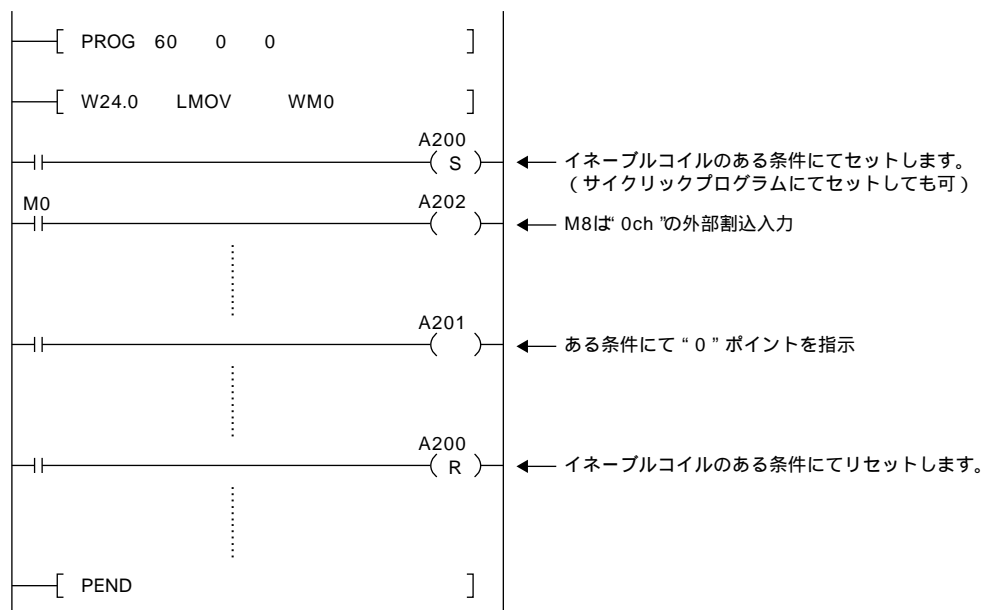 PROG 60 0 0
W24.0 LMOV WM0
A200
S
イネーブルコイルのある条件にてセットします。
（サイクリックプログラムにてセットしても可）
M0
A202
M8は“0ch”の外部割込入力
A201
ある条件にて“0”ポイントを指示
A200
R
イネーブルコイルのある条件にてリセットします。
PEND